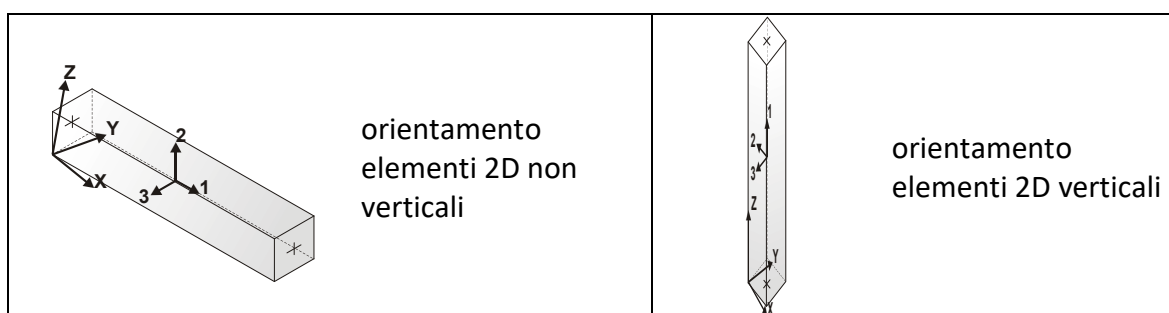 Z
Y
2
X
3
1
orientamento
elementi 2D non
verticali
1
2
3
Z
Y
X
orientamento
elementi 2D verticali